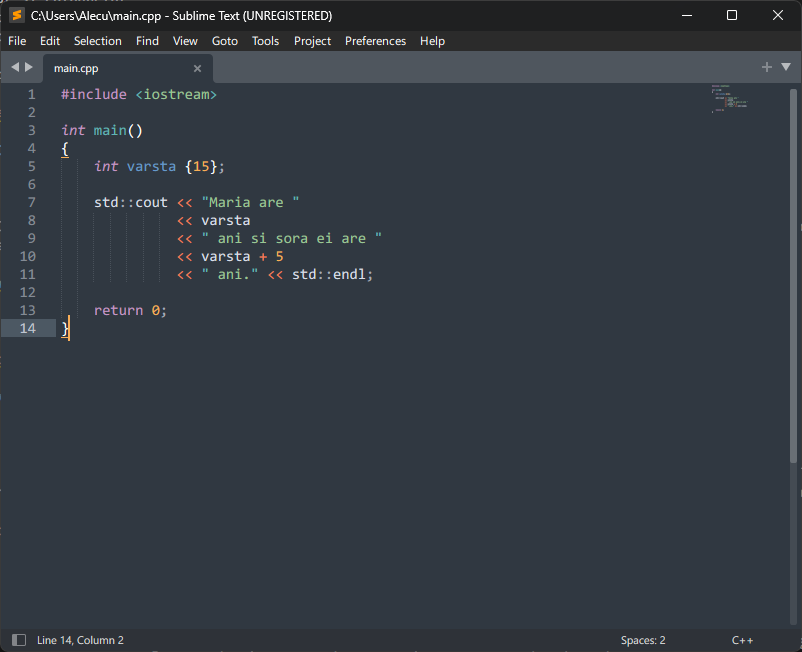 C:\Users\Alecu\main.cpp - Sublime Text (UNREGISTERED)
File Edit Selection Find View Goto Tools Project Preferences Help
main.cpp
1 #include <iostream>
2
3 int main()
4 {
5     int varsta {15};
6
7     std::cout << "Maria are "
8               << varsta
9               << " ani si sora ei are "
10               << varsta + 5
11               << " ani." << std::endl;
12
13     return 0;
14 }
Line 14, Column 2 Spaces: 2 C++